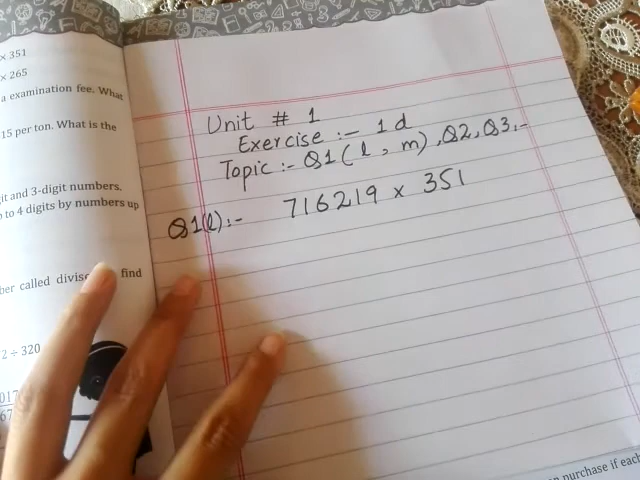 × 351
× 265
a examination fee. What
15 per ton. What is the
git and 3-digit numbers.
to 4 digits by numbers up
ber called find
2 ÷ 320
017
67
Unit # 1
Exercise :- 1 d
Topic :- Q1 ( l , m ) , Q2 , Q3 :-
Q1(l) :- 716219 × 351
purchase if each